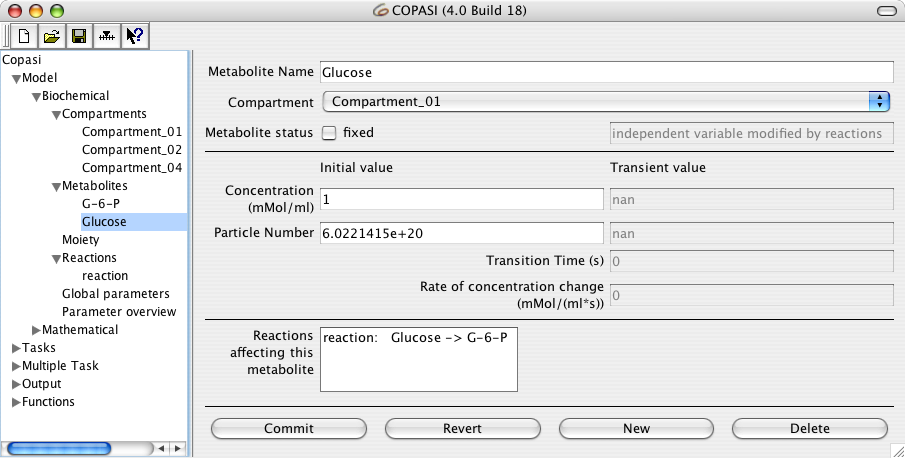 COPASI (4.0 Build 18)
Copasi
Model
Biochemical
Compartments
Compartment_01
Compartment_02
Compartment_04
Metabolites
G-6-P
Glucose
Moiety
Reactions
reaction
Global parameters
Parameter overview
Mathematical
Tasks
Multiple Task
Output
Functions
Metabolite Name Glucose
Compartment Compartment_01
Metabolite status fixed independent variable modified by reactions
Initial value Transient value
Concentration
(mMol/ml) 1 nan
Particle Number 6.0221415e+20 nan
Transition Time (s) 0
Rate of concentration change
(mMol/(ml*s)) 0
Reactions
affecting this
metabolite
reaction: Glucose -> G-6-P
Commit Revert New Delete